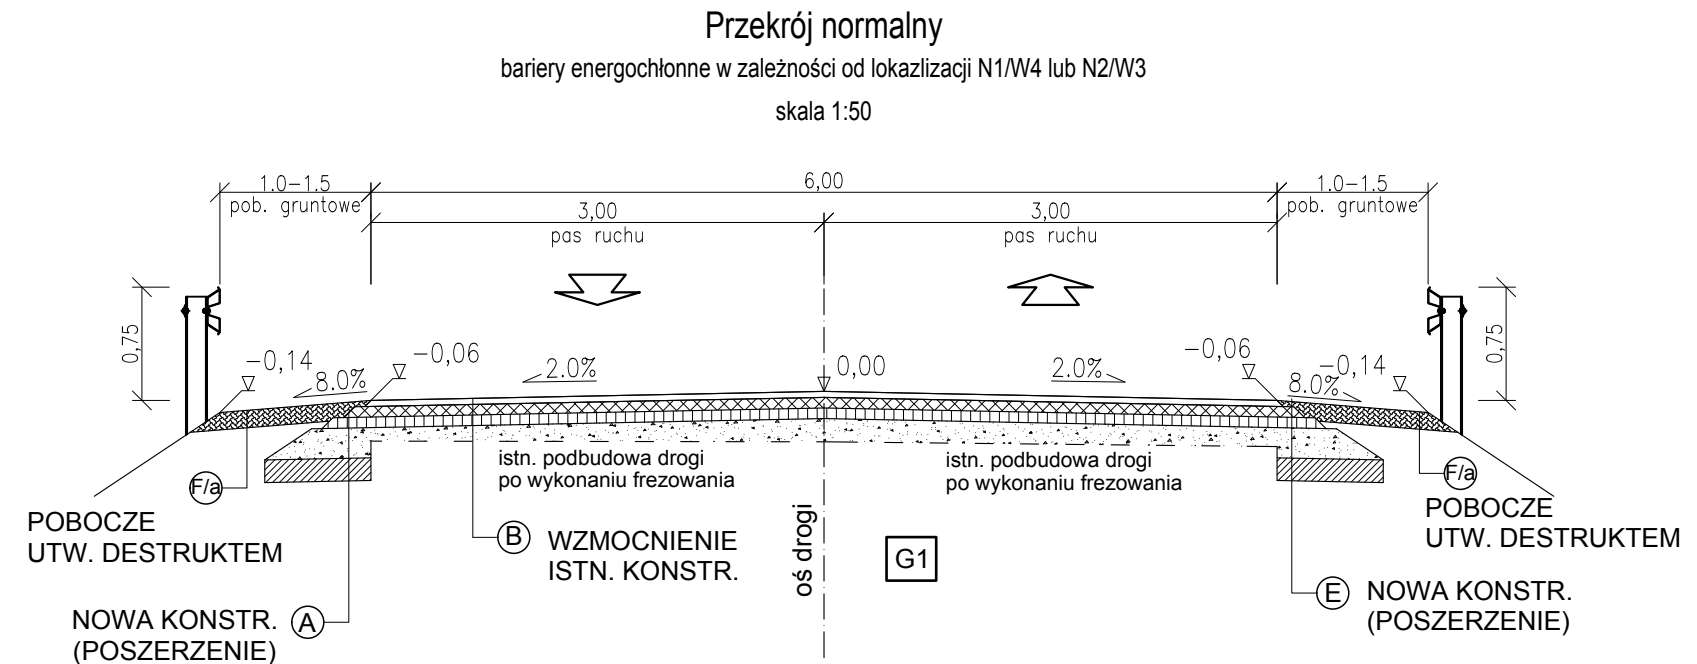 Przekrój normalny
bariery energochłonne w zależności od lokazlizacji N1/W4 lub N2/W3
skala 1:50
1.0-1.5
6,00
1.0-1.5
pob. gruntowe
3,00
3,00
pob. gruntowe
pas ruchu
pas ruchu
0,75
0,75
-0,14
-0,06
0,00
-0,06
-0,14
8.0%
2.0%
2.0%
8.0%
istn. podbudowa drogi
po wykonaniu frezowania
istn. podbudowa drogi
po wykonaniu frezowania
F/a
F/a
POBOCZE
UTW. DESTRUKTEM
POBOCZE
UTW. DESTRUKTEM
B
WZMOCNIENIE
ISTN. KONSTR.
oś drogi
G1
NOWA KONSTR.
(POSZERZENIE)
A
E
NOWA KONSTR.
(POSZERZENIE)